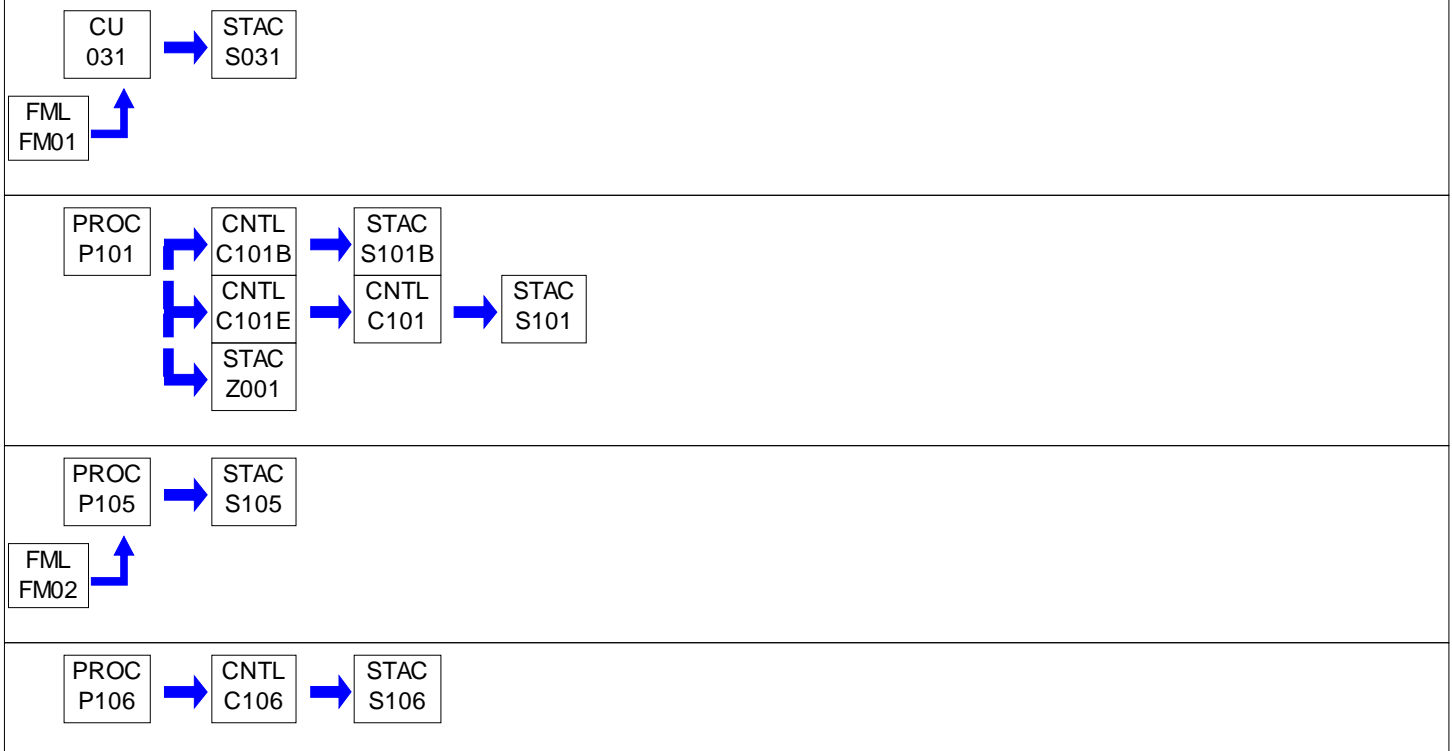 CU
031
STAC
S031
FML
FM01
PROC
P101
CNTL
C101B
STAC
S101B
CNTL
C101E
CNTL
C101
STAC
S101
STAC
Z001
PROC
P105
STAC
S105
FML
FM02
PROC
P106
CNTL
C106
STAC
S106